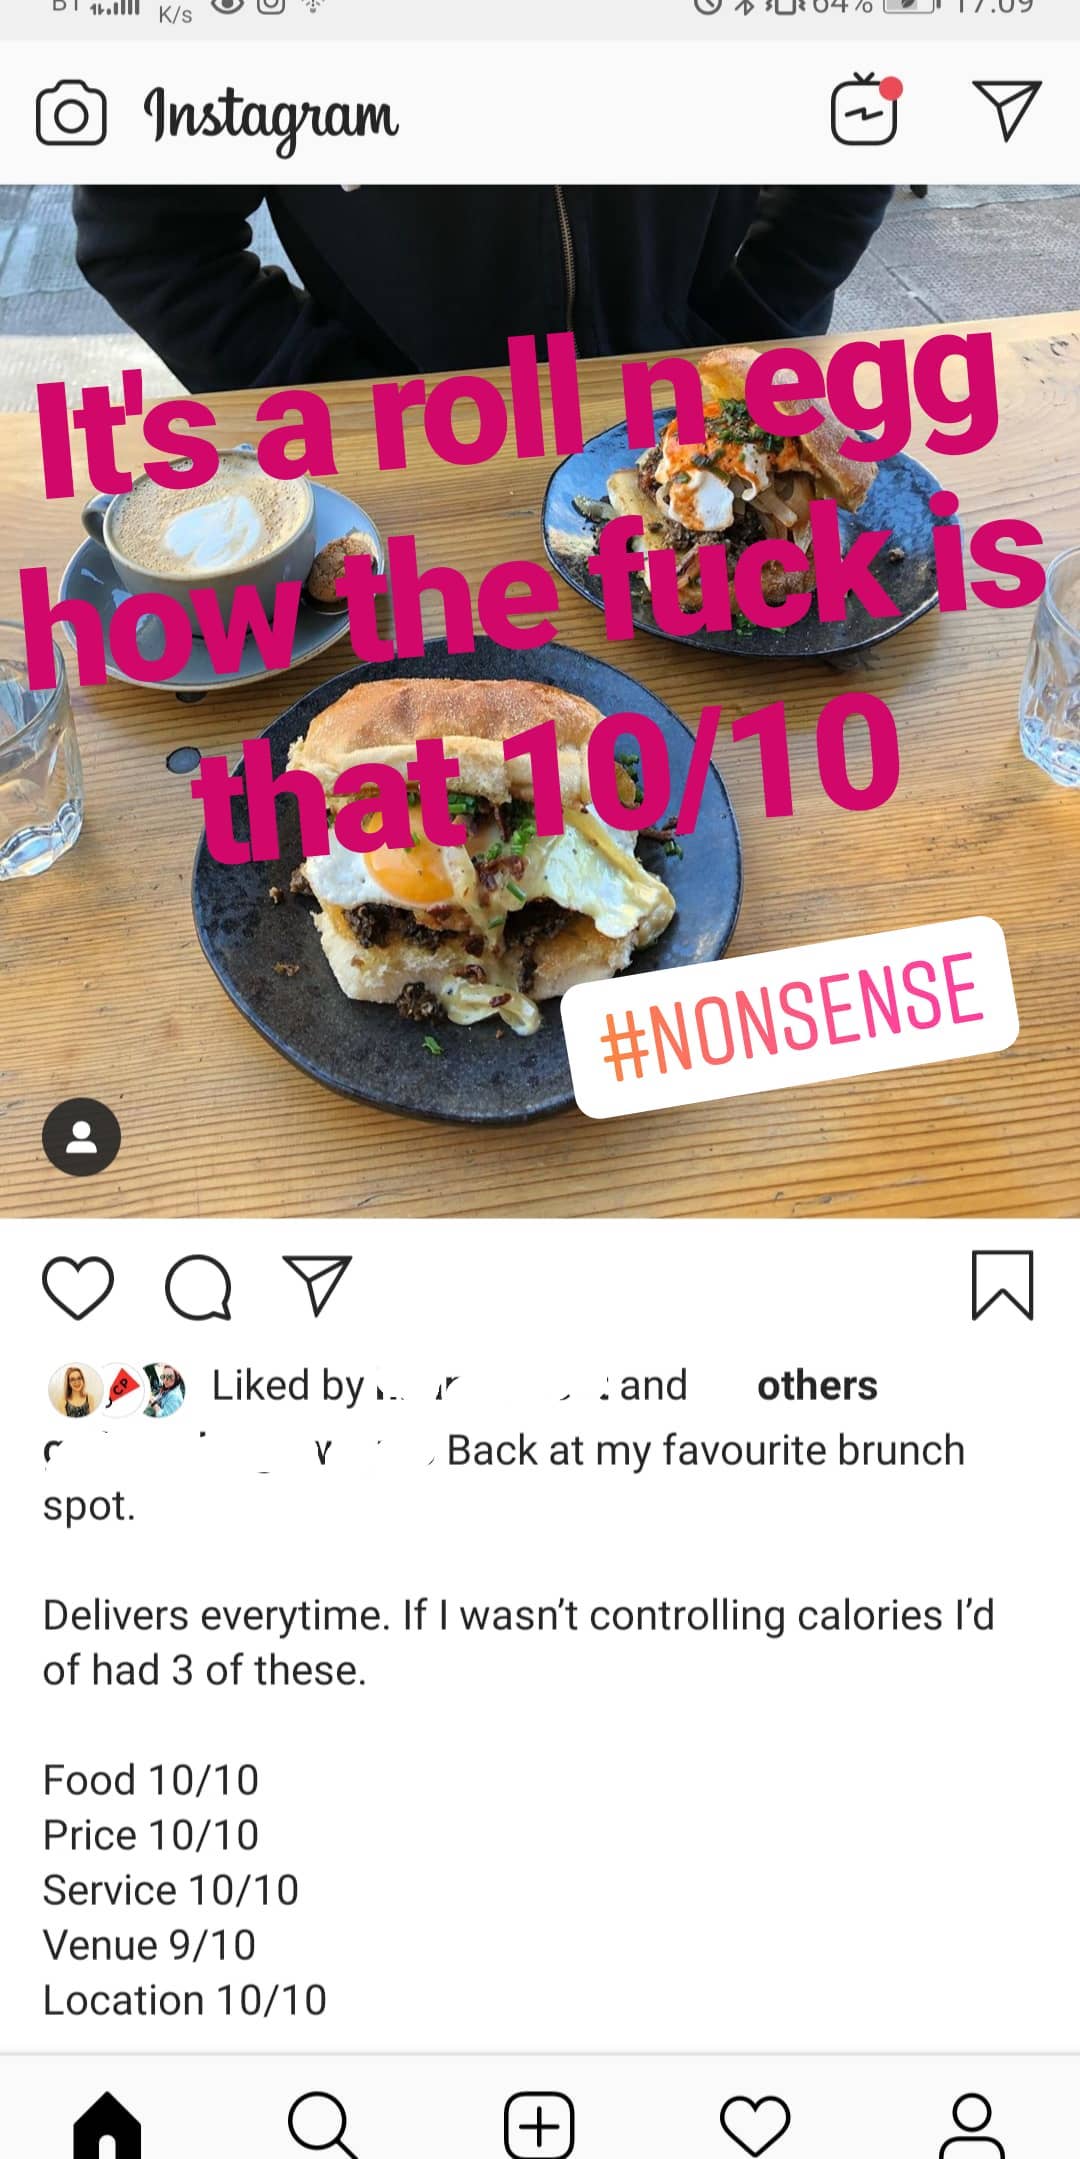 K/s 64% 17:09
Instagram
It's a roll n egg
how the fuck is
that 10/10
#NONSENSE
Liked by and others
Back at my favourite brunch
spot.
Delivers everytime. If I wasn't controlling calories I'd
of had 3 of these.
Food 10/10
Price 10/10
Service 10/10
Venue 9/10
Location 10/10